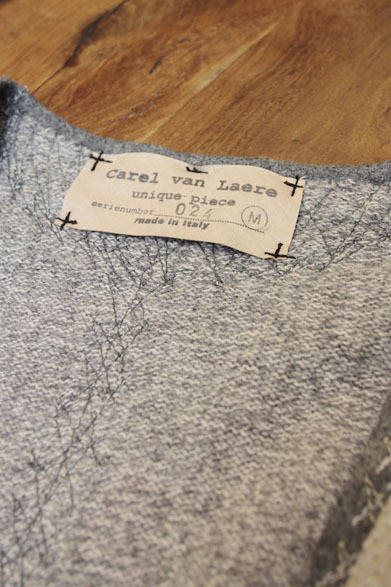 Carel van Laere
unique piece
serienumber 024 M
made in italy